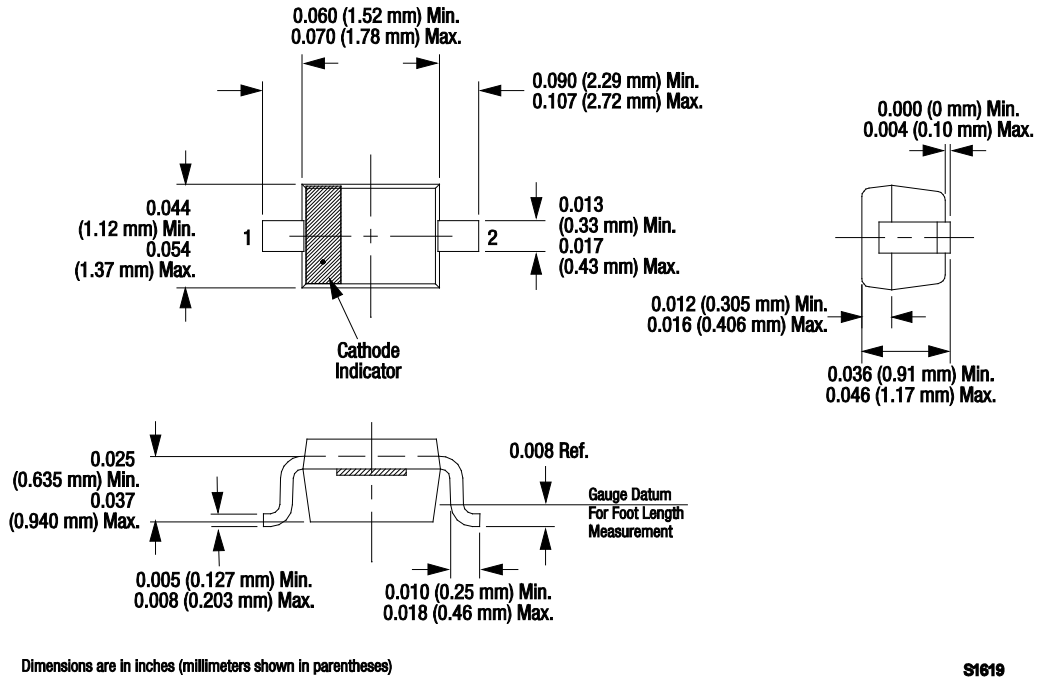 0.060 (1.52 mm) Min.
0.070 (1.78 mm) Max.
0.090 (2.29 mm) Min.
0.107 (2.72 mm) Max.
0.000 (0 mm) Min.
0.004 (0.10 mm) Max.
0.044
(1.12 mm) Min.
0.054
(1.37 mm) Max.
1
2
0.013
(0.33 mm) Min.
0.017
(0.43 mm) Max.
0.012 (0.305 mm) Min.
0.016 (0.406 mm) Max.
Cathode
Indicator
0.036 (0.91 mm) Min.
0.046 (1.17 mm) Max.
0.025
(0.635 mm) Min.
0.037
(0.940 mm) Max.
0.008 Ref.
Gauge Datum
For Foot Length
Measurement
0.005 (0.127 mm) Min.
0.008 (0.203 mm) Max.
0.010 (0.25 mm) Min.
0.018 (0.46 mm) Max.
Dimensions are in inches (millimeters shown in parentheses)
S1619